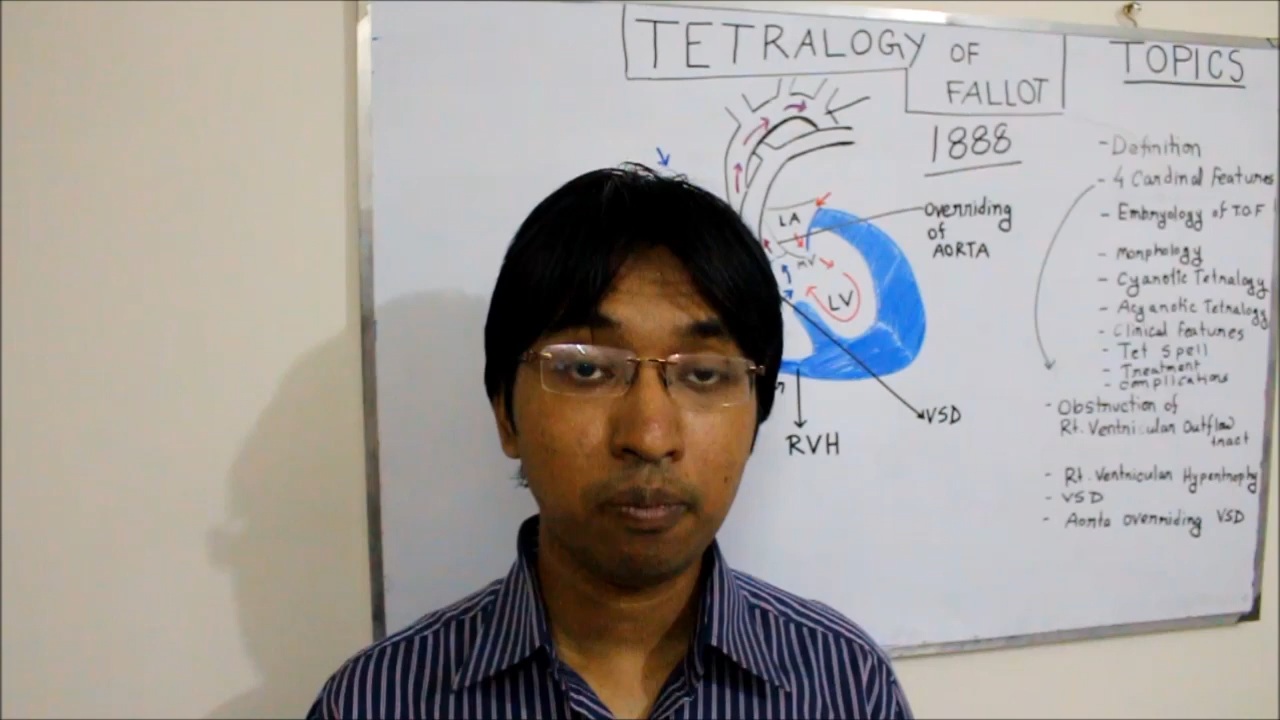 TETRALOGY OF
FALLOT
1888
LA
MV
LV
Overriding
of
AORTA
VSD
RVH
TOPICS
- Definition
- 4 Cardinal Features
- Embryology of T.O.F
- Morphology
- Cyanotic Tetralogy
- Acyanotic Tetralogy
- Clinical features
- Tet Spell
- Treatment
- Complications
- Obstruction of
Rt. Ventricular Outflow
tract
- Rt. Ventricular Hypertrophy
- VSD
- Aorta overriding VSD